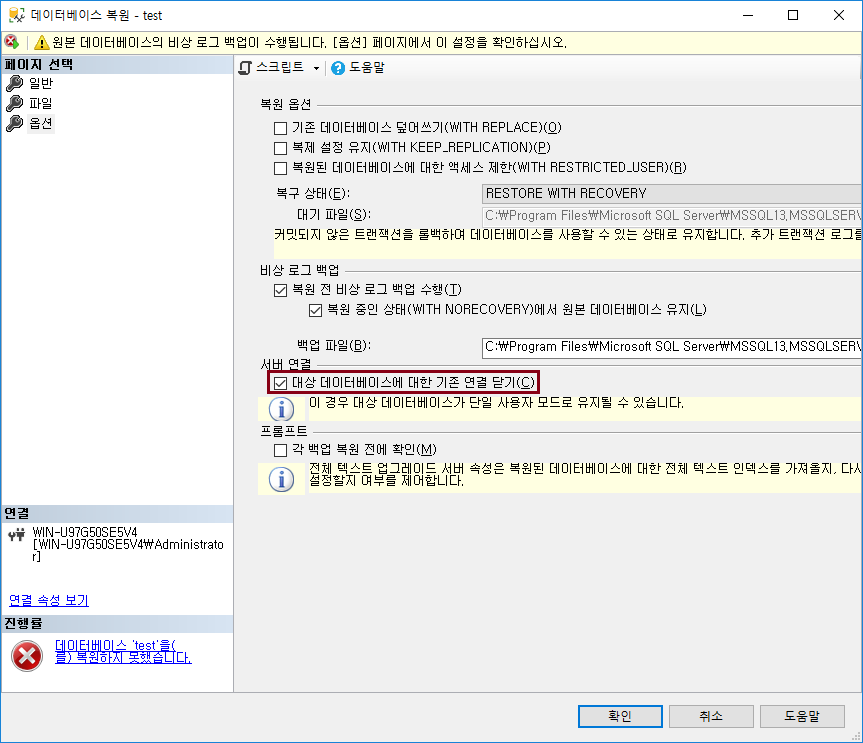 데이터베이스 복원 - test
원본 데이터베이스의 비상 로그 백업이 수행됩니다. [옵션] 페이지에서 이 설정을 확인하십시오.
페이지 선택
일반
파일
옵션
스크립트
도움말
복원 옵션
기존 데이터베이스 덮어쓰기(WITH REPLACE)(O)
복제 설정 유지(WITH KEEP_REPLICATION)(P)
복원된 데이터베이스에 대한 액세스 제한(WITH RESTRICTED_USER)(R)
복구 상태(E):
RESTORE WITH RECOVERY
대기 파일(S):
C:₩Program Files₩Microsoft SQL Server₩MSSQL13.MSSQLSERV
커밋되지 않은 트랜잭션을 롤백하여 데이터베이스를 사용할 수 있는 상태로 유지합니다. 추가 트랜잭션 로그를
비상 로그 백업
복원 전 비상 로그 백업 수행(T)
복원 중인 상태(WITH NORECOVERY)에서 원본 데이터베이스 유지(L)
백업 파일(B):
C:₩Program Files₩Microsoft SQL Server₩MSSQL13.MSSQLSERV
서버 연결
대상 데이터베이스에 대한 기존 연결 닫기(C)
이 경우 대상 데이터베이스가 단일 사용자 모드로 유지될 수 있습니다.
프롬프트
각 백업 복원 전에 확인(M)
전체 텍스트 업그레이드 서버 속성은 복원된 데이터베이스에 대한 전체 텍스트 인덱스를 가져올지, 다시
설정할지 여부를 제어합니다.
연결
WIN-U97G50SE5V4
[WIN-U97G50SE5V4₩Administrato
r]
연결 속성 보기
진행률
데이터베이스 'test'을(
를) 복원하지 못했습니다.
확인
취소
도움말